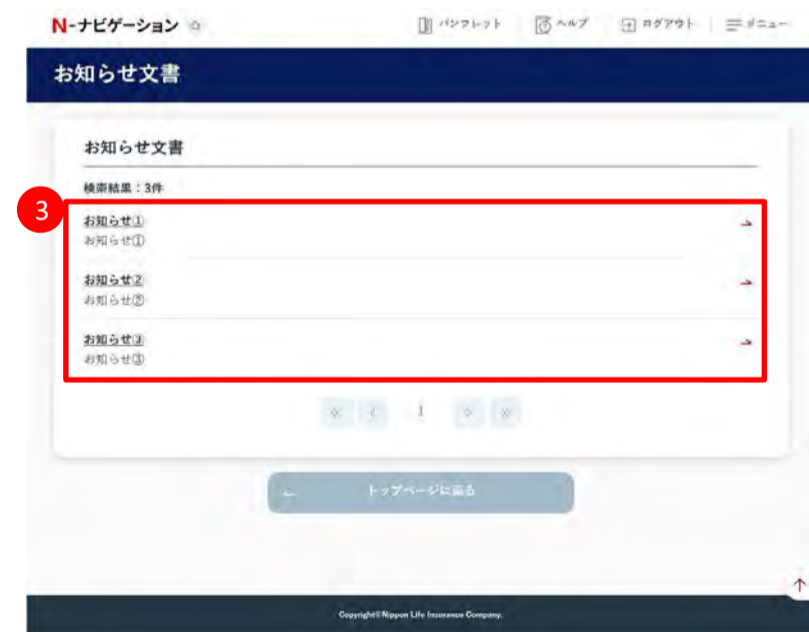 N-ナビゲーション
パンフレット
ヘルプ
ログアウト
メニュー
お知らせ文書
お知らせ文書
検索結果：3件
3
お知らせ①
お知らせ①
お知らせ②
お知らせ②
お知らせ③
お知らせ③
« ‹ 1 › »
トップページに戻る
Copyright©Nippon Life Insurance Company.